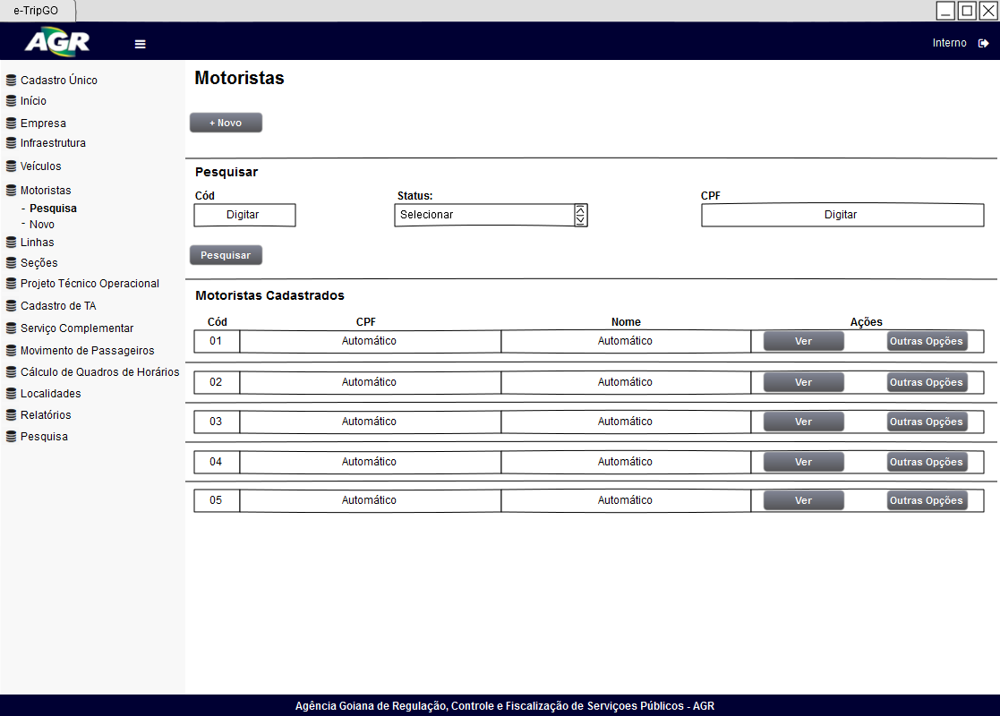 e-TripGO
AGR
Interno
Cadastro Único
Início
Empresa
Infraestrutura
Veículos
Motoristas
- Pesquisa
- Novo
Linhas
Seções
Projeto Técnico Operacional
Cadastro de TA
Serviço Complementar
Movimento de Passageiros
Cálculo de Quadros de Horários
Localidades
Relatórios
Pesquisa
Motoristas
+ Novo
Pesquisar
Cód Status: CPF
Digitar Selecionar Digitar
Pesquisar
Motoristas Cadastrados
Cód CPF Nome Ações
01 Automático Automático Ver Outras Opções
02 Automático Automático Ver Outras Opções
03 Automático Automático Ver Outras Opções
04 Automático Automático Ver Outras Opções
05 Automático Automático Ver Outras Opções
Agência Goiana de Regulação, Controle e Fiscalização de Serviçoes Públicos - AGR